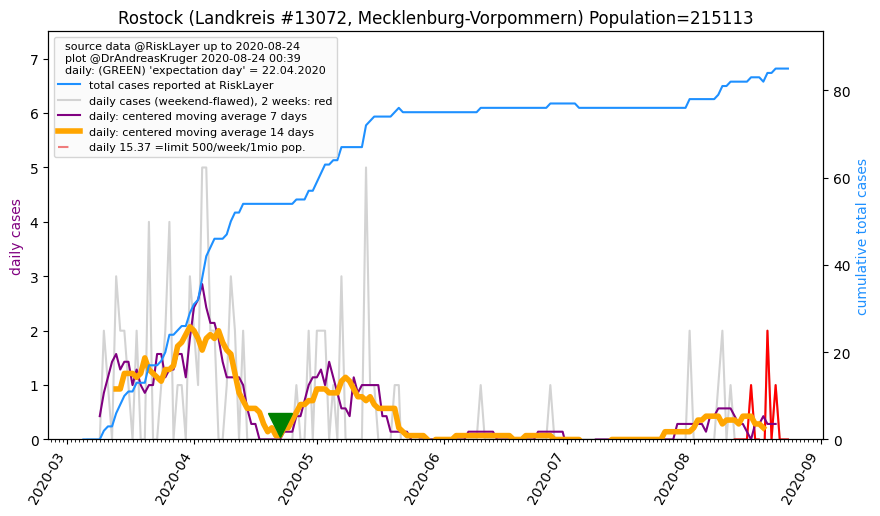 Rostock (Landkreis #13072, Mecklenburg-Vorpommern) Population=215113
source data @RiskLayer up to 2020-08-24
plot @DrAndreasKruger 2020-08-24 00:39
daily: (GREEN) 'expectation day' = 22.04.2020
total cases reported at RiskLayer
daily cases (weekend-flawed), 2 weeks: red
daily: centered moving average 7 days
daily: centered moving average 14 days
daily 15.37 =limit 500/week/1mio pop.
daily cases
7
6
5
4
3
2
1
0
cumulative total cases
80
60
40
20
0
2020-03
2020-04
2020-05
2020-06
2020-07
2020-08
2020-09